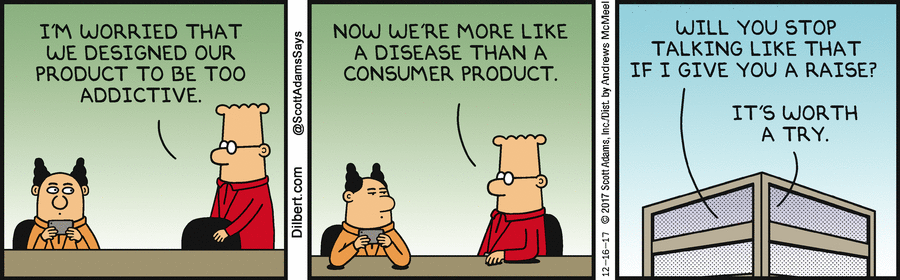 I'M WORRIED THAT
WE DESIGNED OUR
PRODUCT TO BE TOO
ADDICTIVE.
Dilbert.com @ScottAdamsSays
NOW WE'RE MORE LIKE
A DISEASE THAN A
CONSUMER PRODUCT.
12-16-17 © 2017 Scott Adams, Inc./Dist. by Andrews McMeel
WILL YOU STOP
TALKING LIKE THAT
IF I GIVE YOU A RAISE?
IT'S WORTH
A TRY.